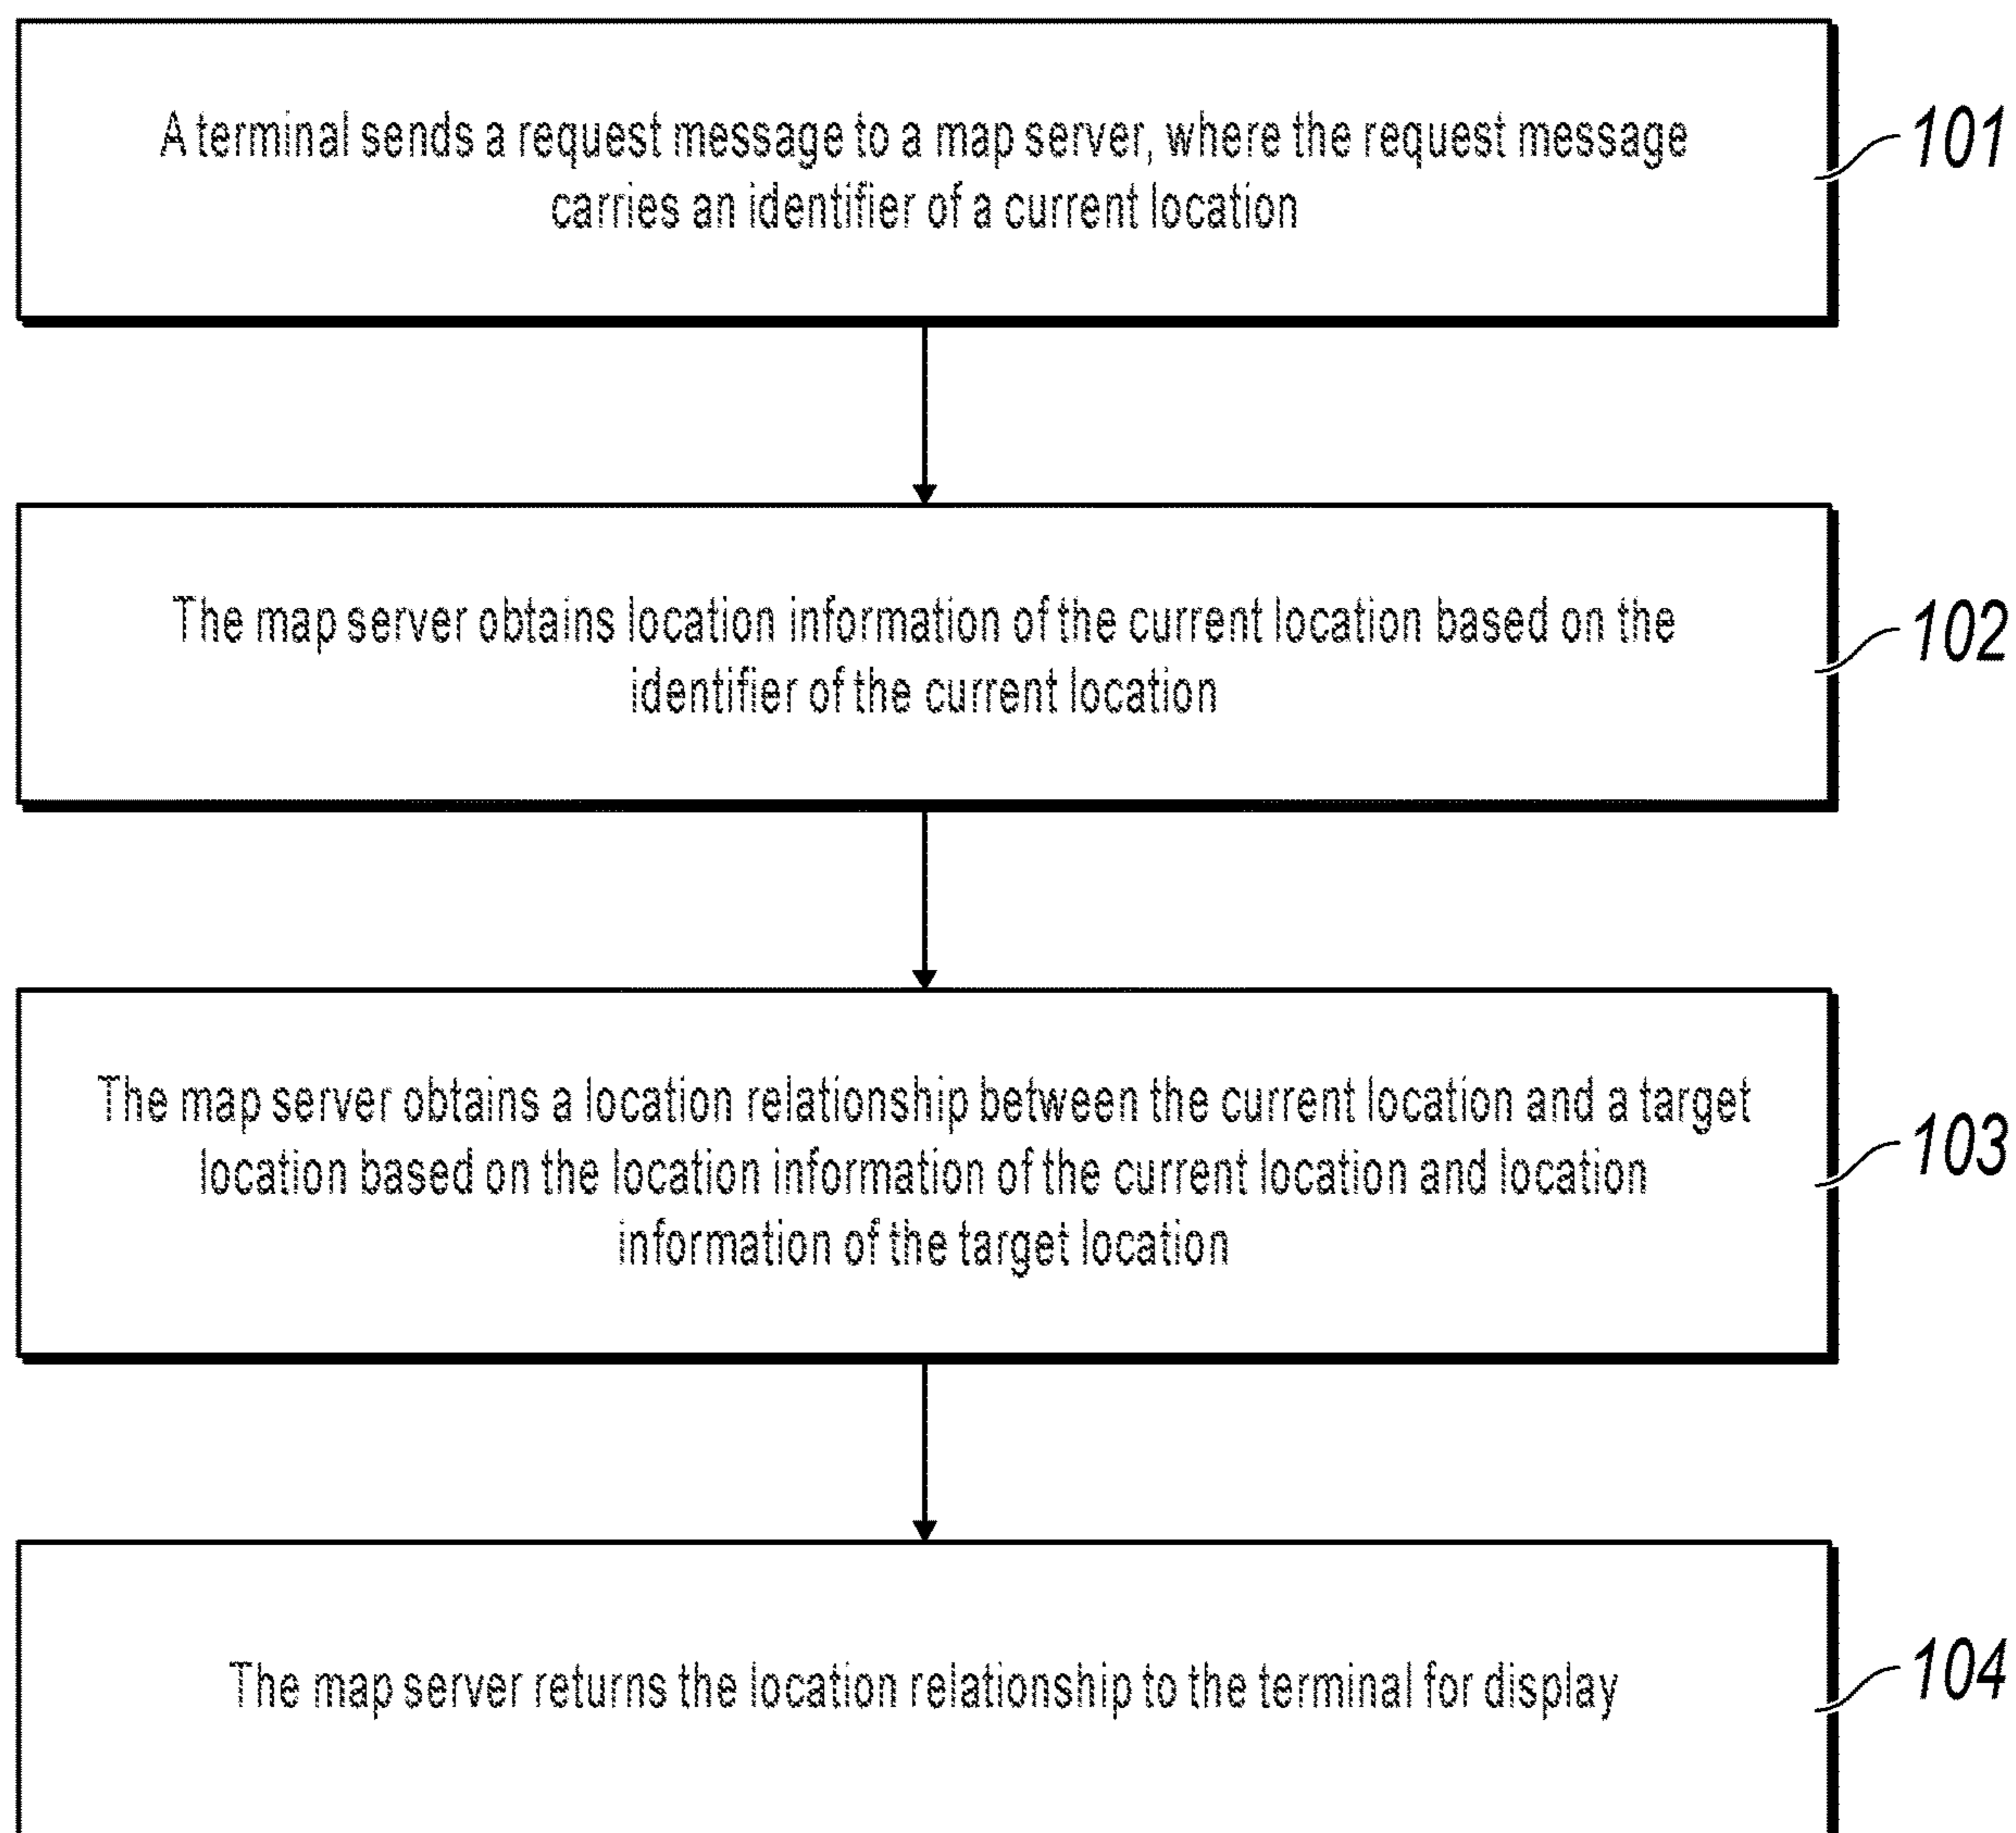 A terminal sends a request message to a map server, where the request message
carries an identifier of a current location
101
The map server obtains location information of the current location based on the
identifier of the current location
102
The map server obtains a location relationship between the current location and a target
location based on the location information of the current location and location
information of the target location
103
The map server returns the location relationship to the terminal for display
104